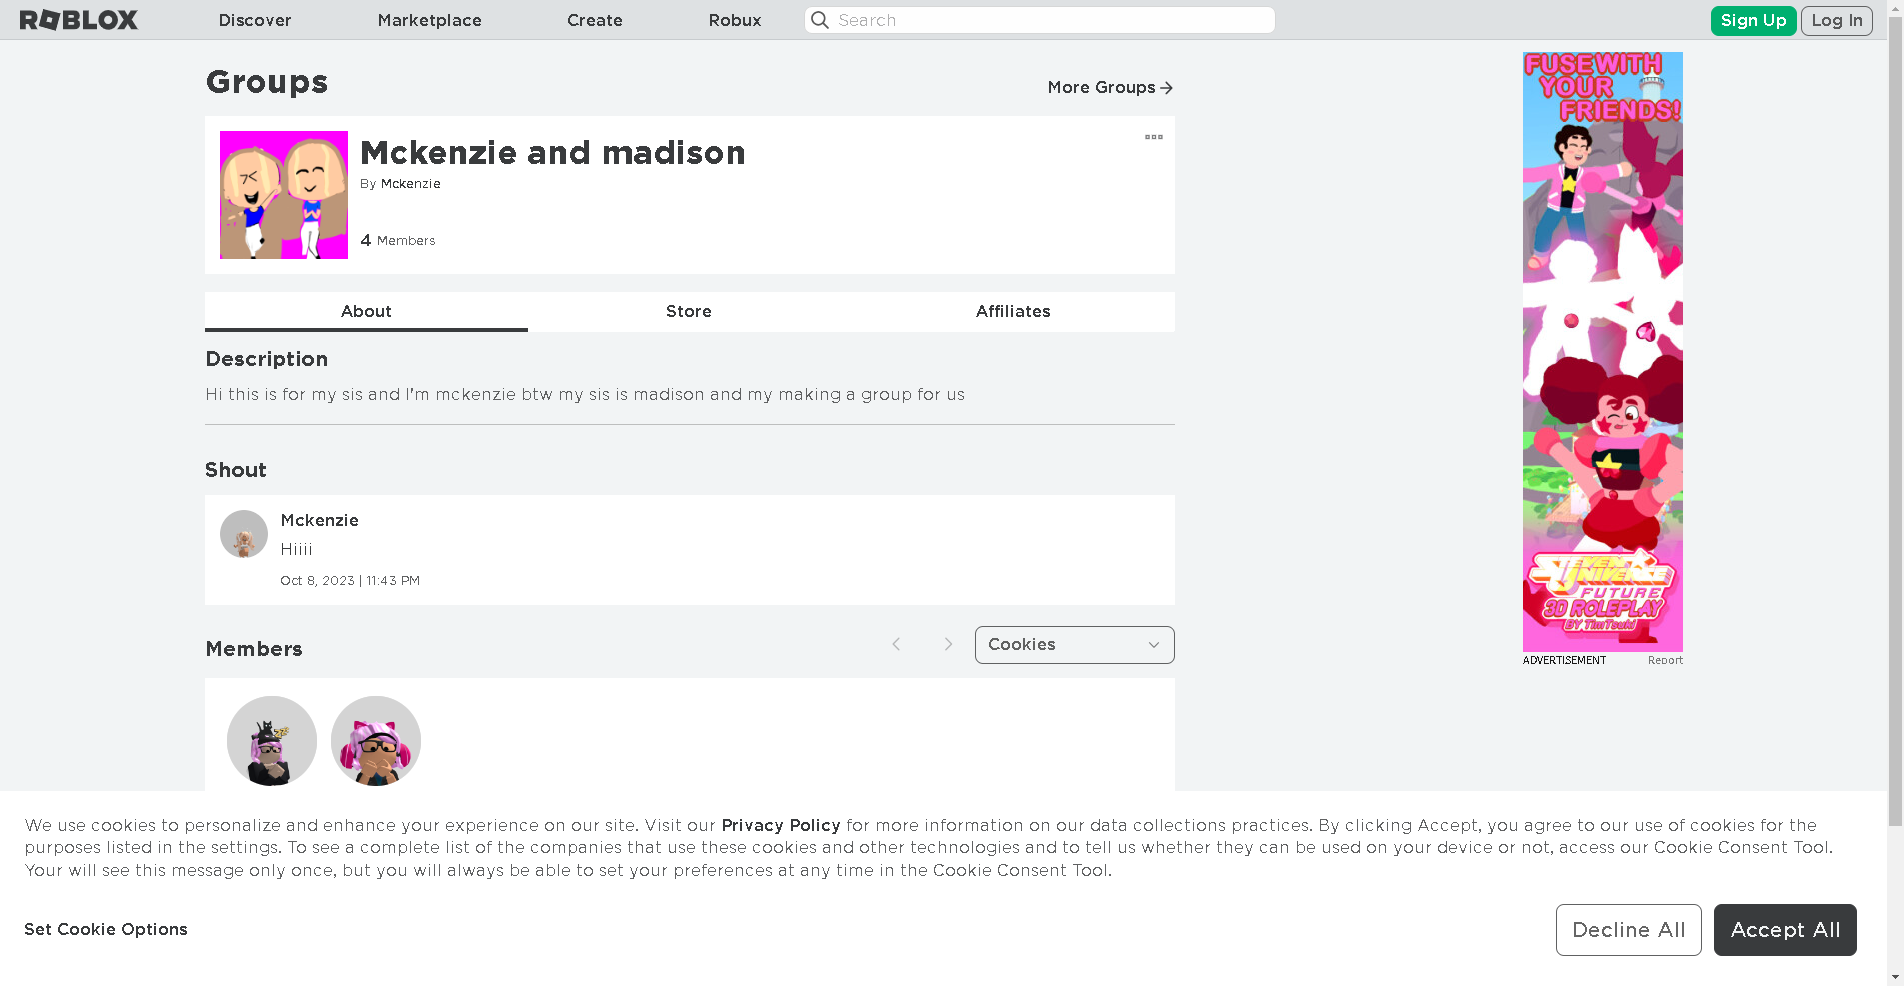 ROBLOX Discover Marketplace Create Robux Search Sign Up Log In
Groups
More Groups
Mckenzie and madison
By Mckenzie
4 Members
About Store Affiliates
Description
Hi this is for my sis and I'm mckenzie btw my sis is madison and my making a group for us
Shout
Mckenzie
Hiiii
Oct 8, 2023 | 11:43 PM
Members
Cookies
FUSE WITH
YOUR
FRIENDS!
STEVEN
UNIVERSE
FUTURE
3D ROLEPLAY
BY TimTsuki
ADVERTISEMENT Report
We use cookies to personalize and enhance your experience on our site. Visit our Privacy Policy for more information on our data collections practices. By clicking Accept, you agree to our use of cookies for the
purposes listed in the settings. To see a complete list of the companies that use these cookies and other technologies and to tell us whether they can be used on your device or not, access our Cookie Consent Tool.
Your will see this message only once, but you will always be able to set your preferences at any time in the Cookie Consent Tool.
Set Cookie Options
Decline All Accept All